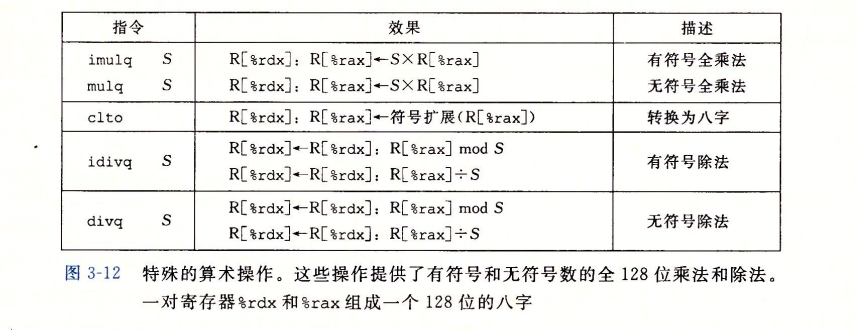 指令 效果 描述
imulq S R[%rdx]: R[%rax]←S×R[%rax] 有符号全乘法
mulq S R[%rdx]: R[%rax]←S×R[%rax] 无符号全乘法
clto R[%rdx]: R[%rax]←符号扩展(R[%rax]) 转换为八字
R[%rdx]←R[%rdx]: R[%rax] mod S
idivq S 有符号除法
R[%rdx]←R[%rdx]: R[%rax]÷S
R[%rdx]←R[%rdx]: R[%rax] mod S
divq S 无符号除法
R[%rdx]←R[%rdx]: R[%rax]÷S
图 3-12 特殊的算术操作。这些操作提供了有符号和无符号数的全 128 位乘法和除法。
一对寄存器%rdx 和%rax 组成一个 128 位的八字